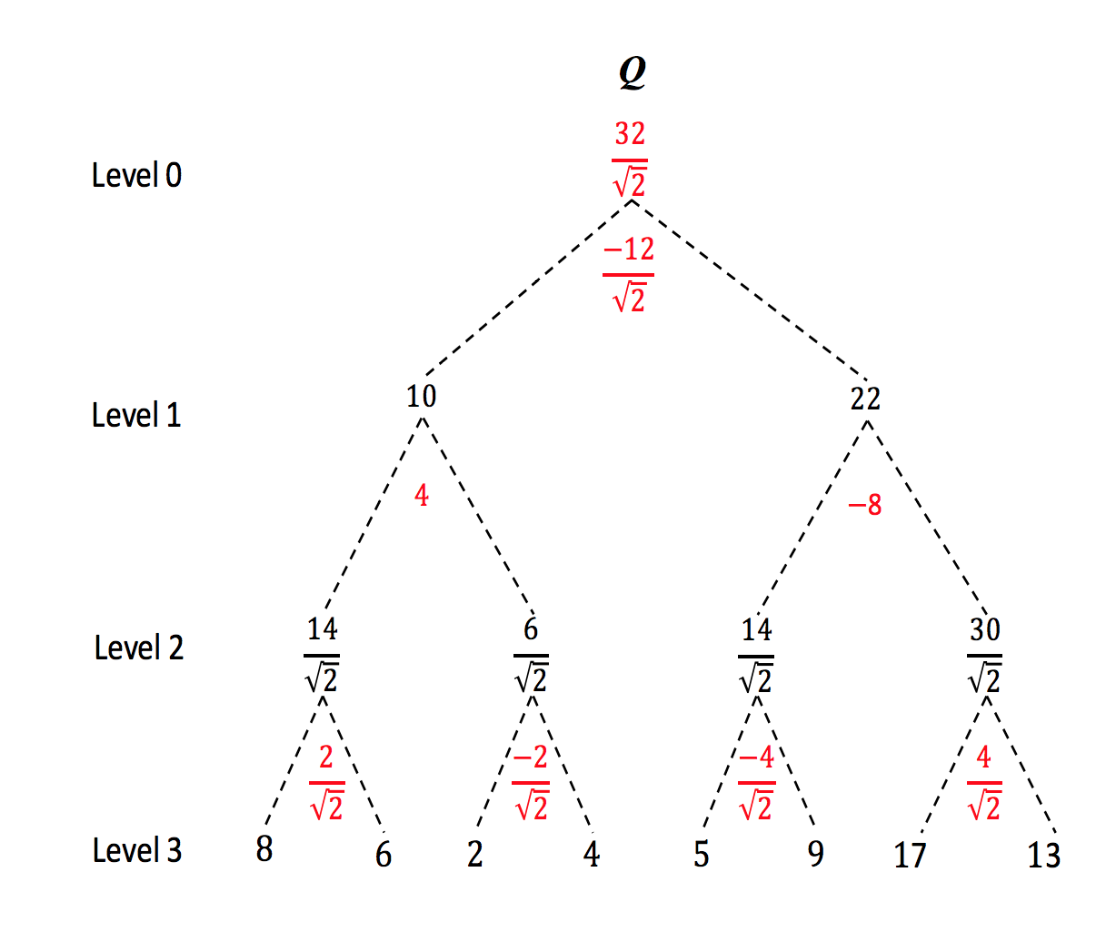 Q
Level 0
32/√2
−12/√2
Level 1
10 22
4 −8
Level 2
14/√2 6/√2 14/√2 30/√2
2/√2 −2/√2 −4/√2 4/√2
Level 3
8 6 2 4 5 9 17 13